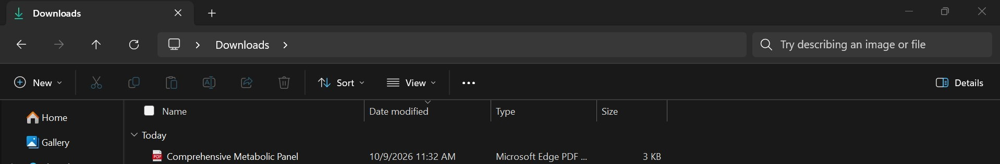 Downloads
Downloads
Try describing an image or file
New
Sort
View
Details
Home
Gallery
Name Date modified Type Size
Today
PDF Comprehensive Metabolic Panel 10/9/2026 11:32 AM Microsoft Edge PDF ... 3 KB